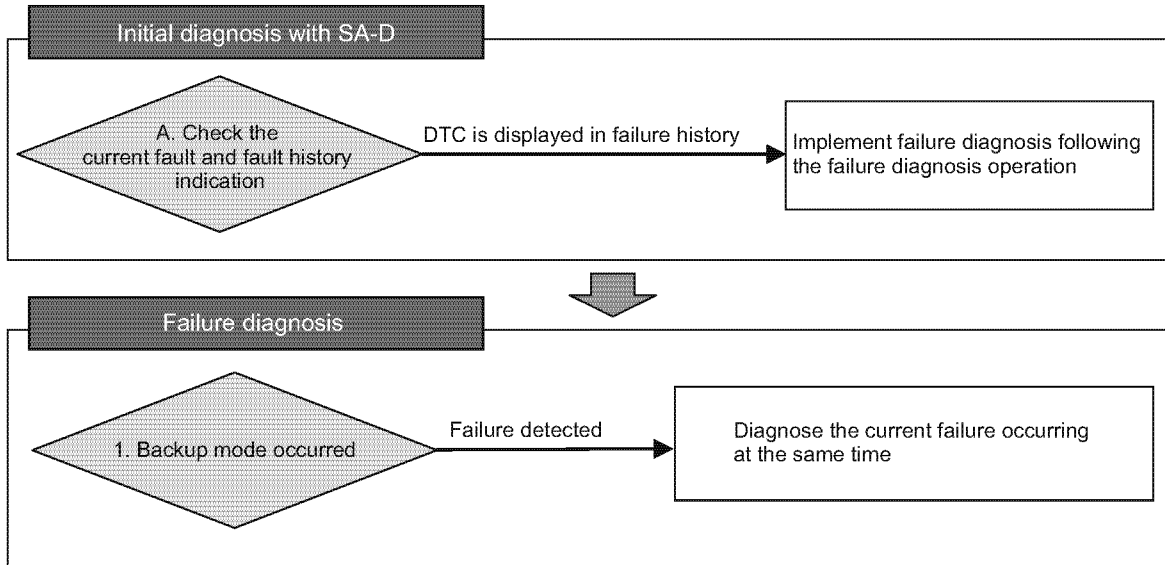 Initial diagnosis with SA-D
A. Check the
current fault and fault history
indication
DTC is displayed in failure history
Implement failure diagnosis following
the failure diagnosis operation
Failure diagnosis
1. Backup mode occurred
Failure detected
Diagnose the current failure occurring
at the same time